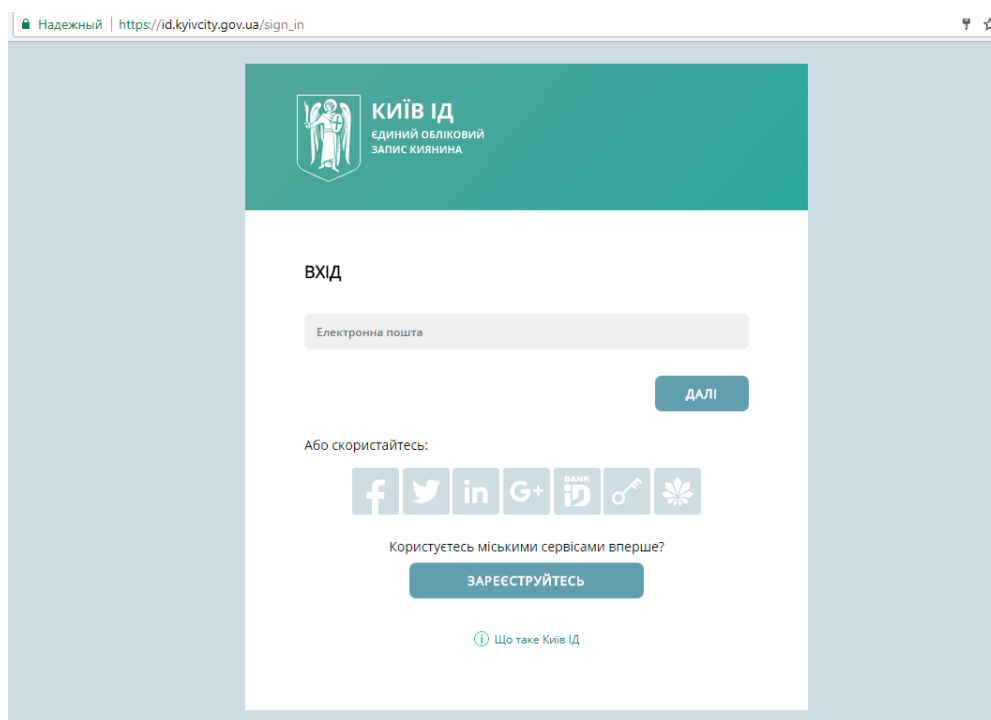 Надежный | https://id.kyivcity.gov.ua/sign_in
КИЇВ ІД
ЄДИНИЙ ОБЛІКОВИЙ
ЗАПИС КИЯНИНА
ВХІД
Електронна пошта
ДАЛІ
Або скористайтесь:
f in G+ BANK iD
Користуєтесь міськими сервісами вперше?
ЗАРЕЄСТРУЙТЕСЬ
Що таке Київ ІД